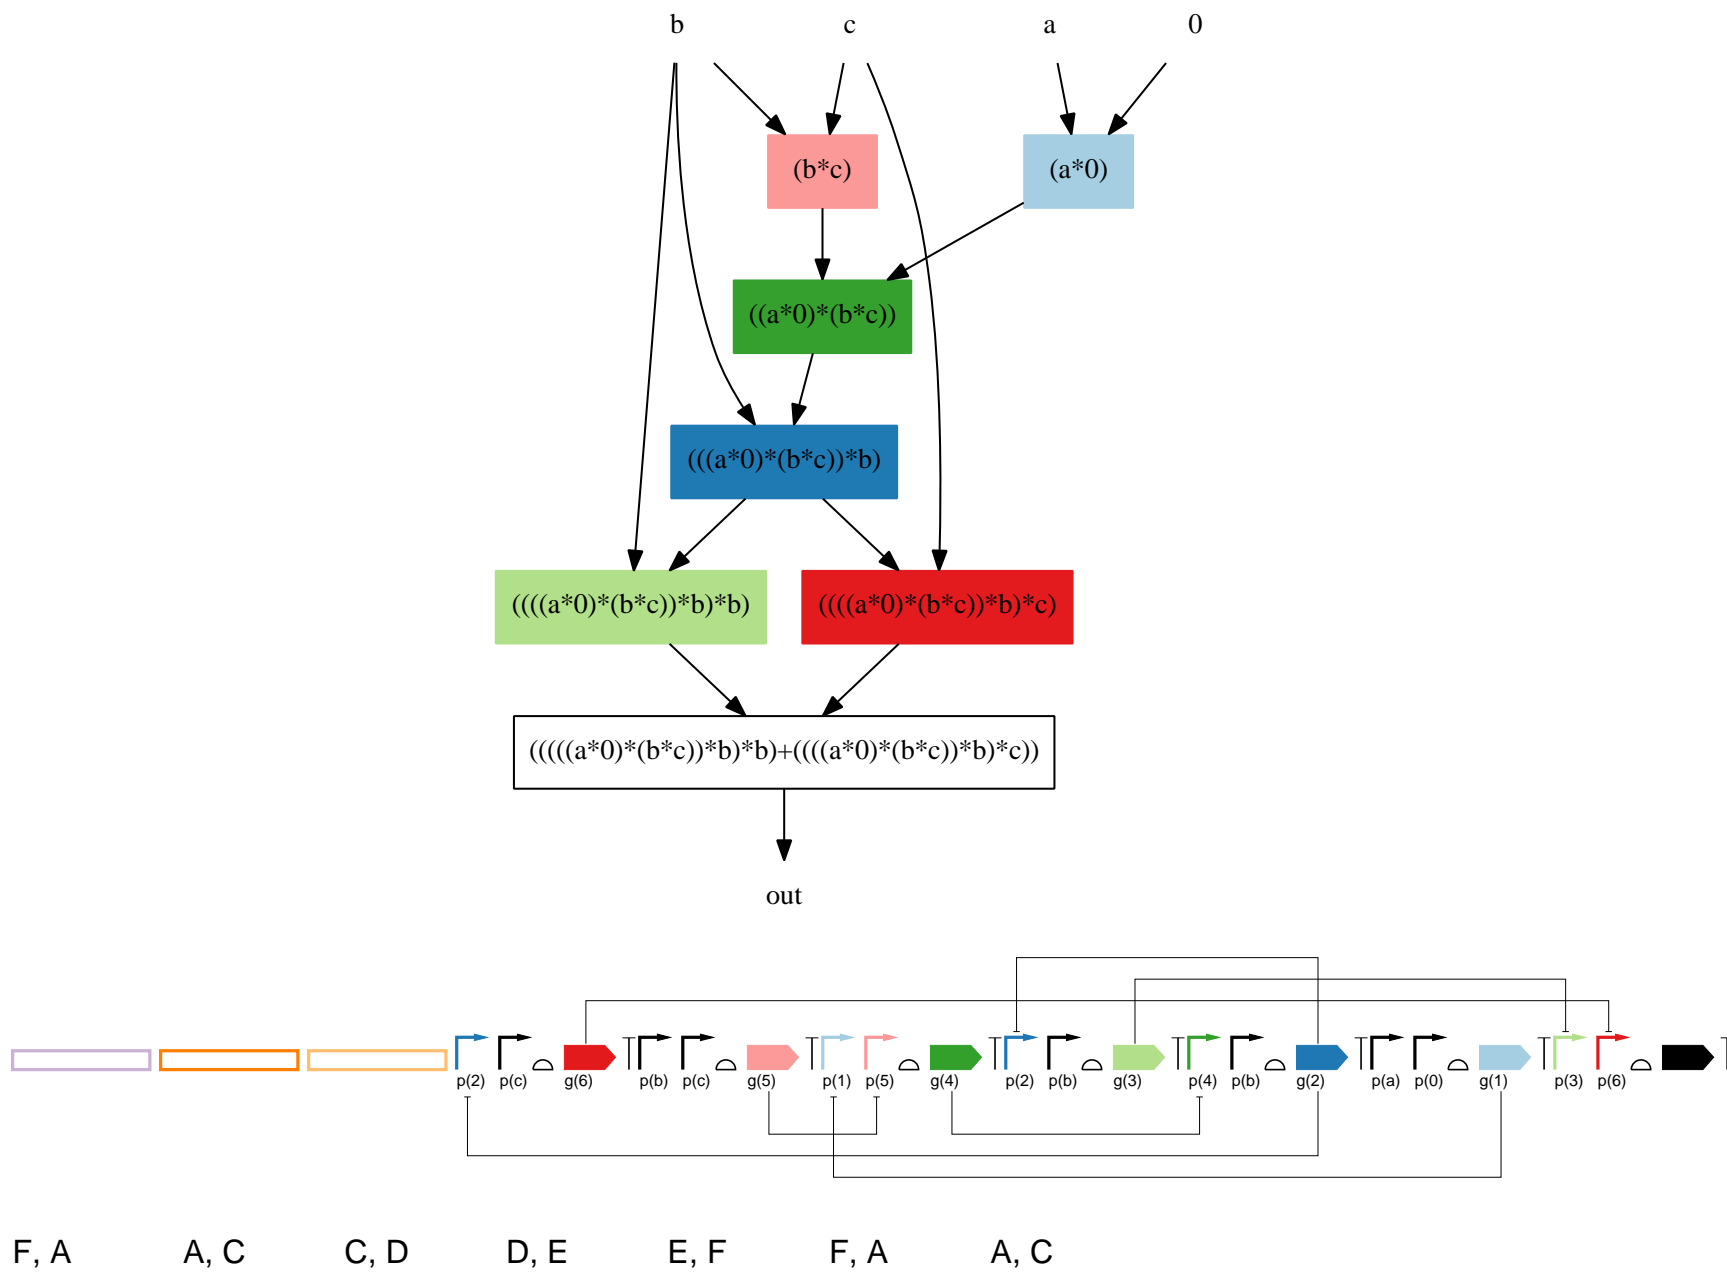 b c a 0
(b*c) (a*0)
((a*0)*(b*c))
(((a*0)*(b*c))*b)
((((a*0)*(b*c))*b)*b) ((((a*0)*(b*c))*b)*c)
(((((a*0)*(b*c))*b)*b)+((((a*0)*(b*c))*b)*c))
out
p(2) p(c) g(6) p(b) p(c) g(5) p(1) p(5) g(4) p(2) p(b) g(3) p(4) p(b) g(2) p(a) p(0) g(1) p(3) p(6)
F, A A, C C, D D, E E, F F, A A, C